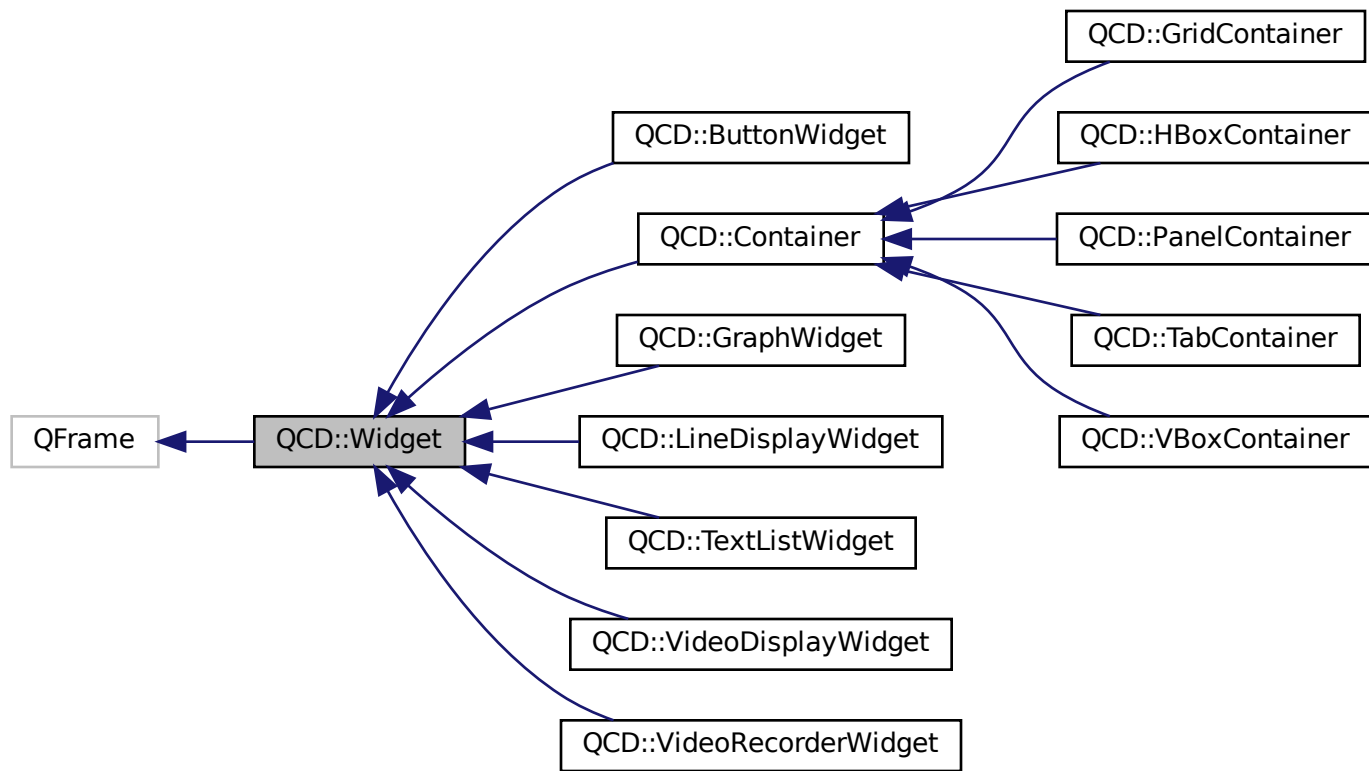 QFrame
QCD::Widget
QCD::ButtonWidget
QCD::Container
QCD::GraphWidget
QCD::LineDisplayWidget
QCD::TextListWidget
QCD::VideoDisplayWidget
QCD::VideoRecorderWidget
QCD::GridContainer
QCD::HBoxContainer
QCD::PanelContainer
QCD::TabContainer
QCD::VBoxContainer